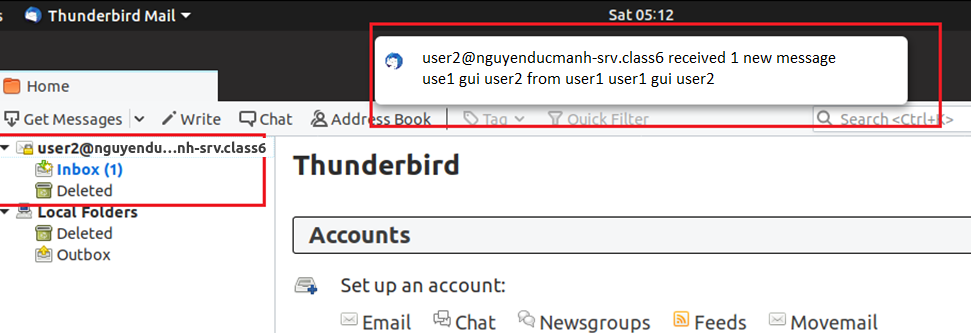 s Thunderbird Mail
Sat 05:12
user2@nguyenducmanh-srv.class6 received 1 new message
use1 gui user2 from user1 user1 gui user2
Home
Get Messages Write Chat Address Book Tag Quick Filter Search <Ctrl+K>
user2@nguyendu...nh-srv.class6
Inbox (1)
Deleted
Local Folders
Deleted
Outbox
Thunderbird
Accounts
Set up an account:
Email Chat Newsgroups Feeds Movemail